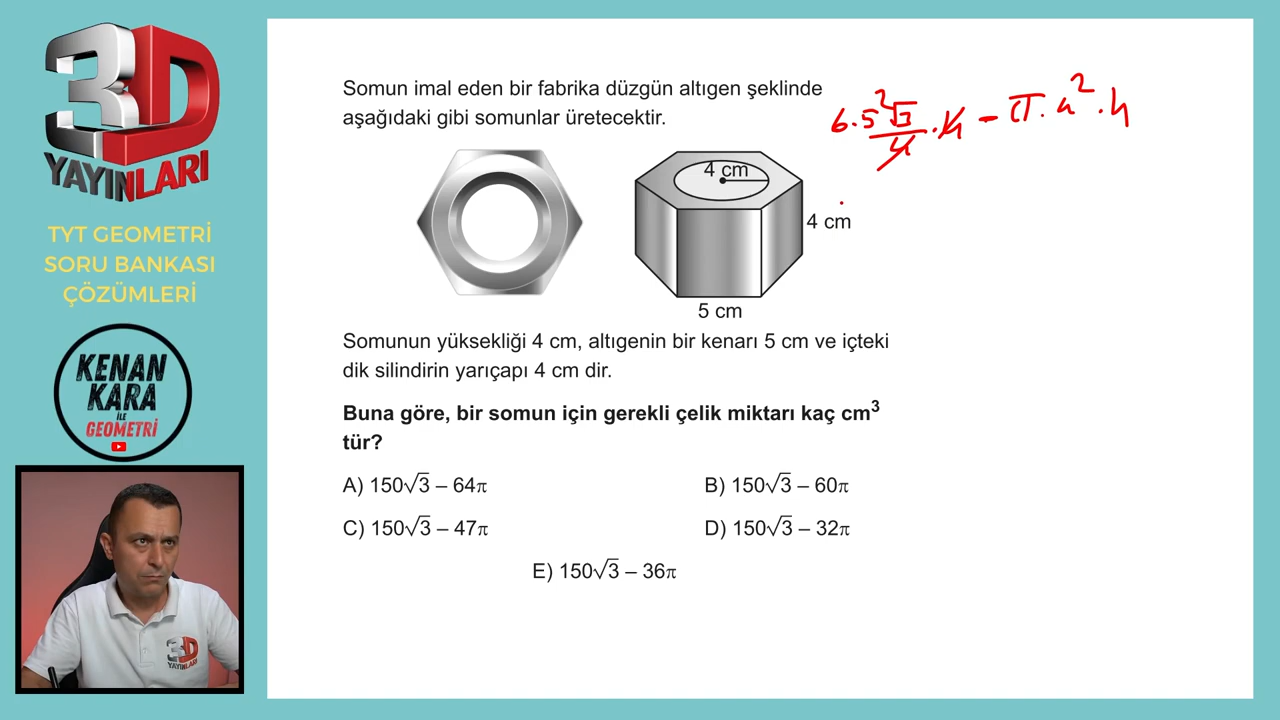 3D
YAYINLARI
TYT GEOMETRİ
SORU BANKASI
ÇÖZÜMLERİ
KENAN
KARA
İLE
GEOMETRİ
3D
YAYINLARI
Somun imal eden bir fabrika düzgün altıgen şeklinde
aşağıdaki gibi somunlar üretecektir.
6.5²√3/4 . 4 - π.4².4
4 cm
4 cm
5 cm
Somunun yüksekliği 4 cm, altıgenin bir kenarı 5 cm ve içteki
dik silindirin yarıçapı 4 cm dir.
Buna göre, bir somun için gerekli çelik miktarı kaç cm³
tür?
A) 150√3 – 64π
B) 150√3 – 60π
C) 150√3 – 47π
D) 150√3 – 32π
E) 150√3 – 36π